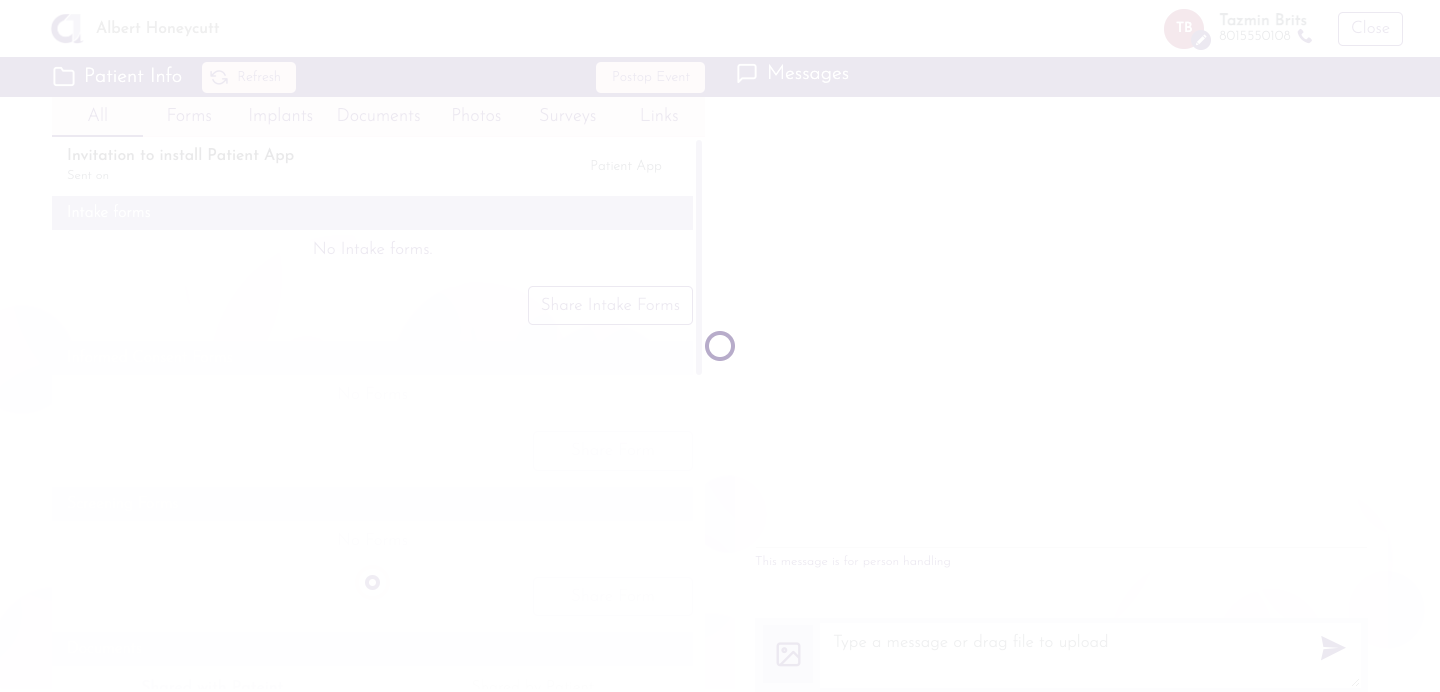 Albert Honeycutt
TB
Tazmin Brits
8015550108
Close
Patient Info
Refresh
Postop Event
Messages
All
Forms
Implants
Documents
Photos
Surveys
Links
Invitation to install Patient App
Sent on
Patient App
Intake forms
No Intake forms.
Share Intake Forms
This message is for person handling
Type a message or drag file to upload